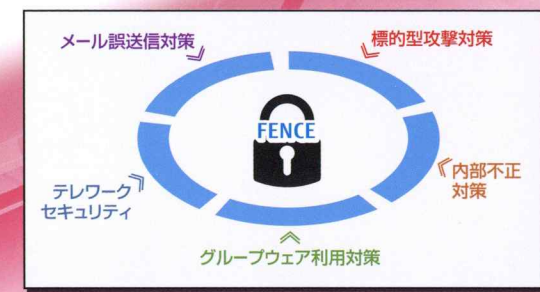 メール誤送信対策
標的型攻撃対策
FENCE
内部不正
対策
テレワーク
セキュリティ
グループウェア利用対策